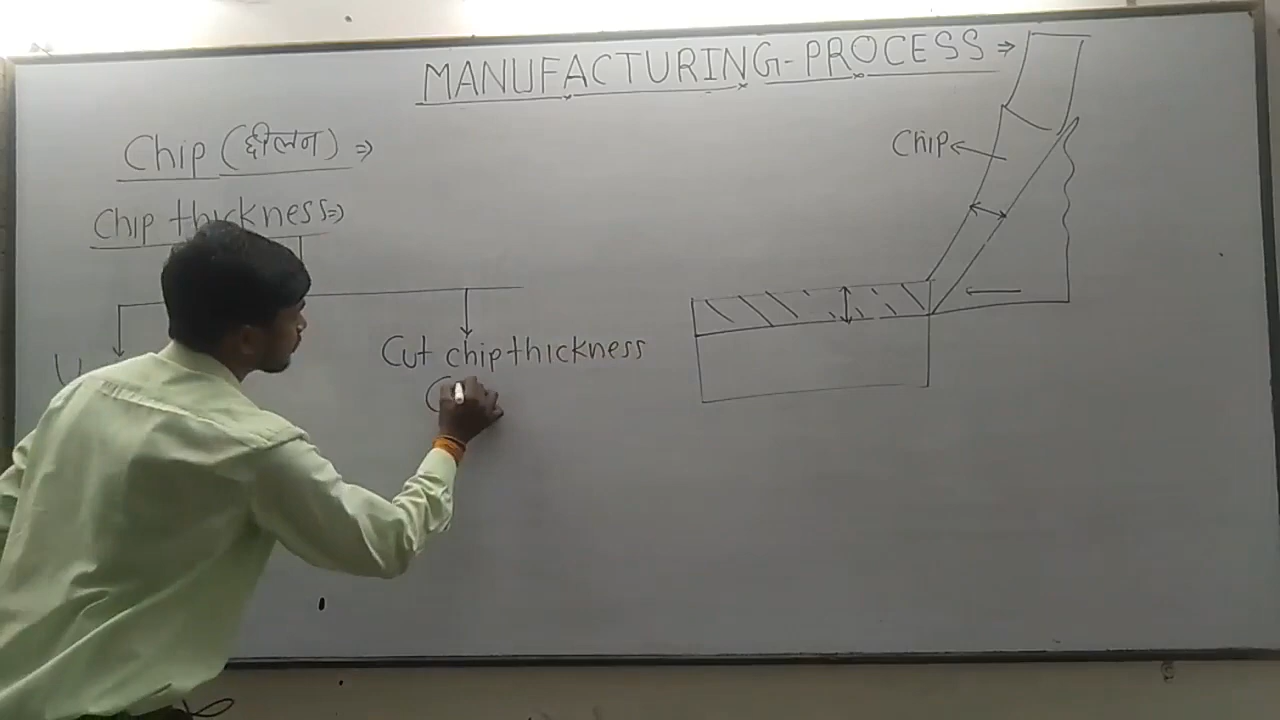 MANUFACTURING-PROCESS ⇒
Chip (छीलन) ⇒
Chip thickness ⇒
Chip
Cut chip thickness
(